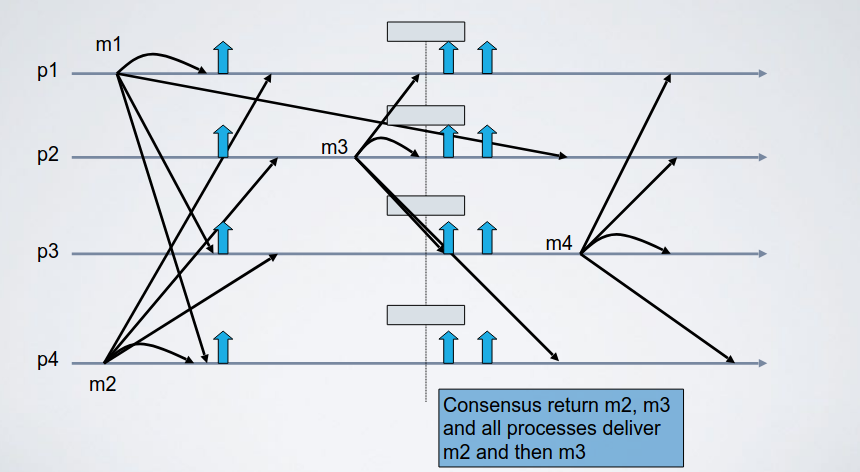 m1
p1
p2
m3
p3
m4
p4
m2
Consensus return m2, m3
and all processes deliver
m2 and then m3